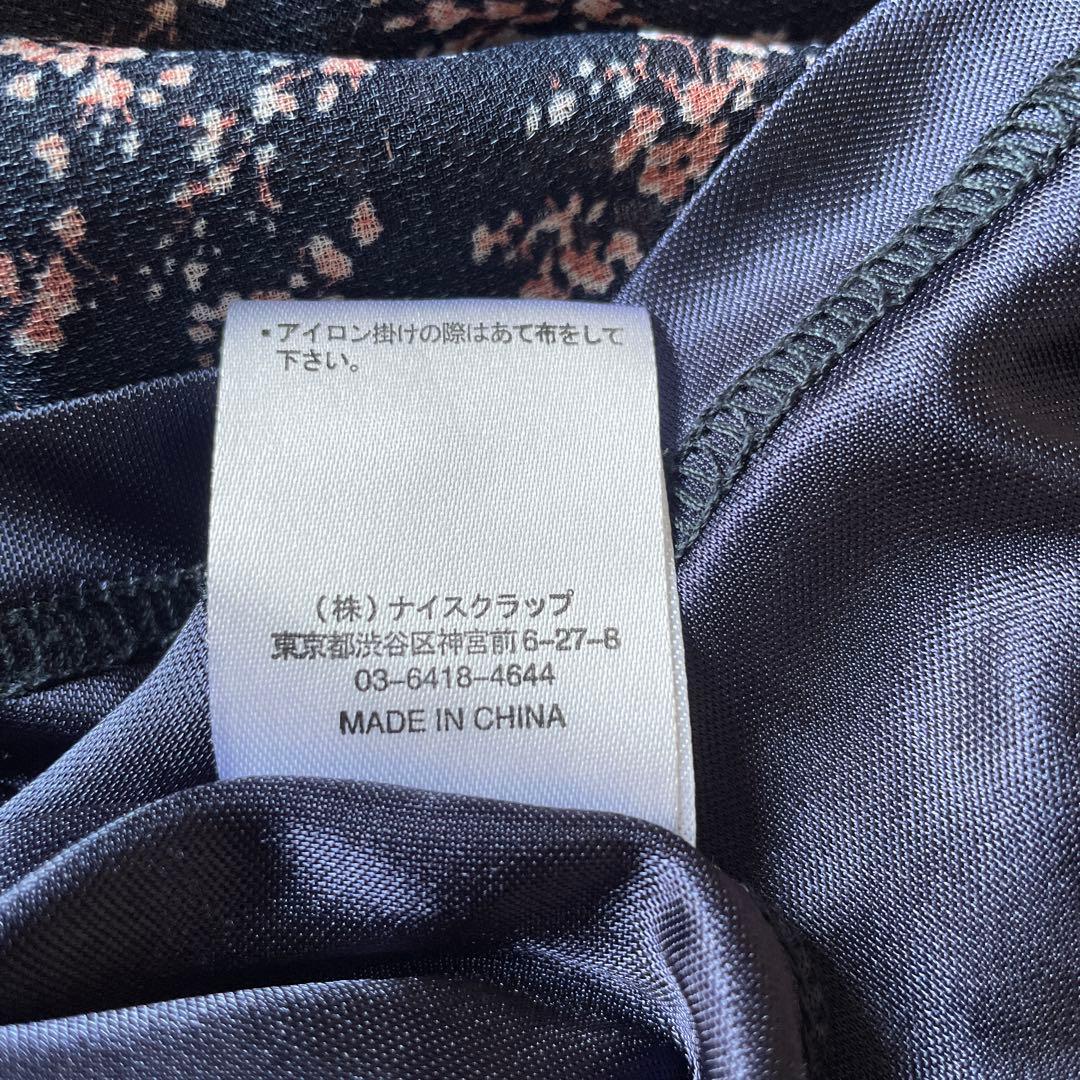 ・アイロン掛けの際はあて布をして
下さい。
（株）ナイスクラップ
東京都渋谷区神宮前6-27-8
03-6418-4644
MADE IN CHINA